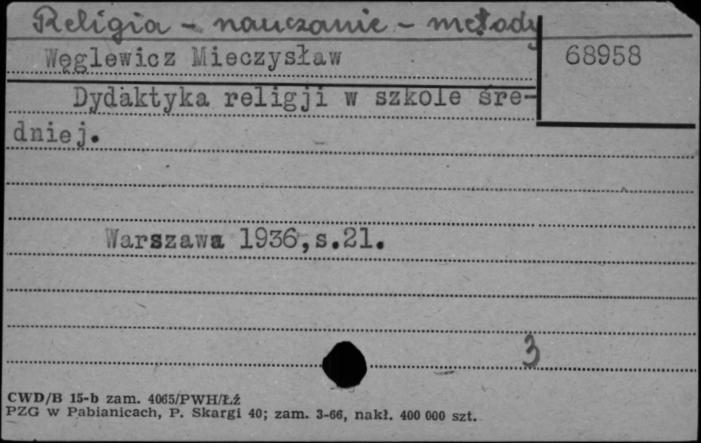 Religia - nauczanie - metody
Węglewicz Mieczysław
68958
Dydaktyka religji w szkole śre-
dniej.
Warszawa 1936,s.21.
3
CWD/B 15-b zam. 4065/PWH/Łź
PZG w Pabianicach, P. Skargi 40; zam. 3-66, nakł. 400 000 szt.